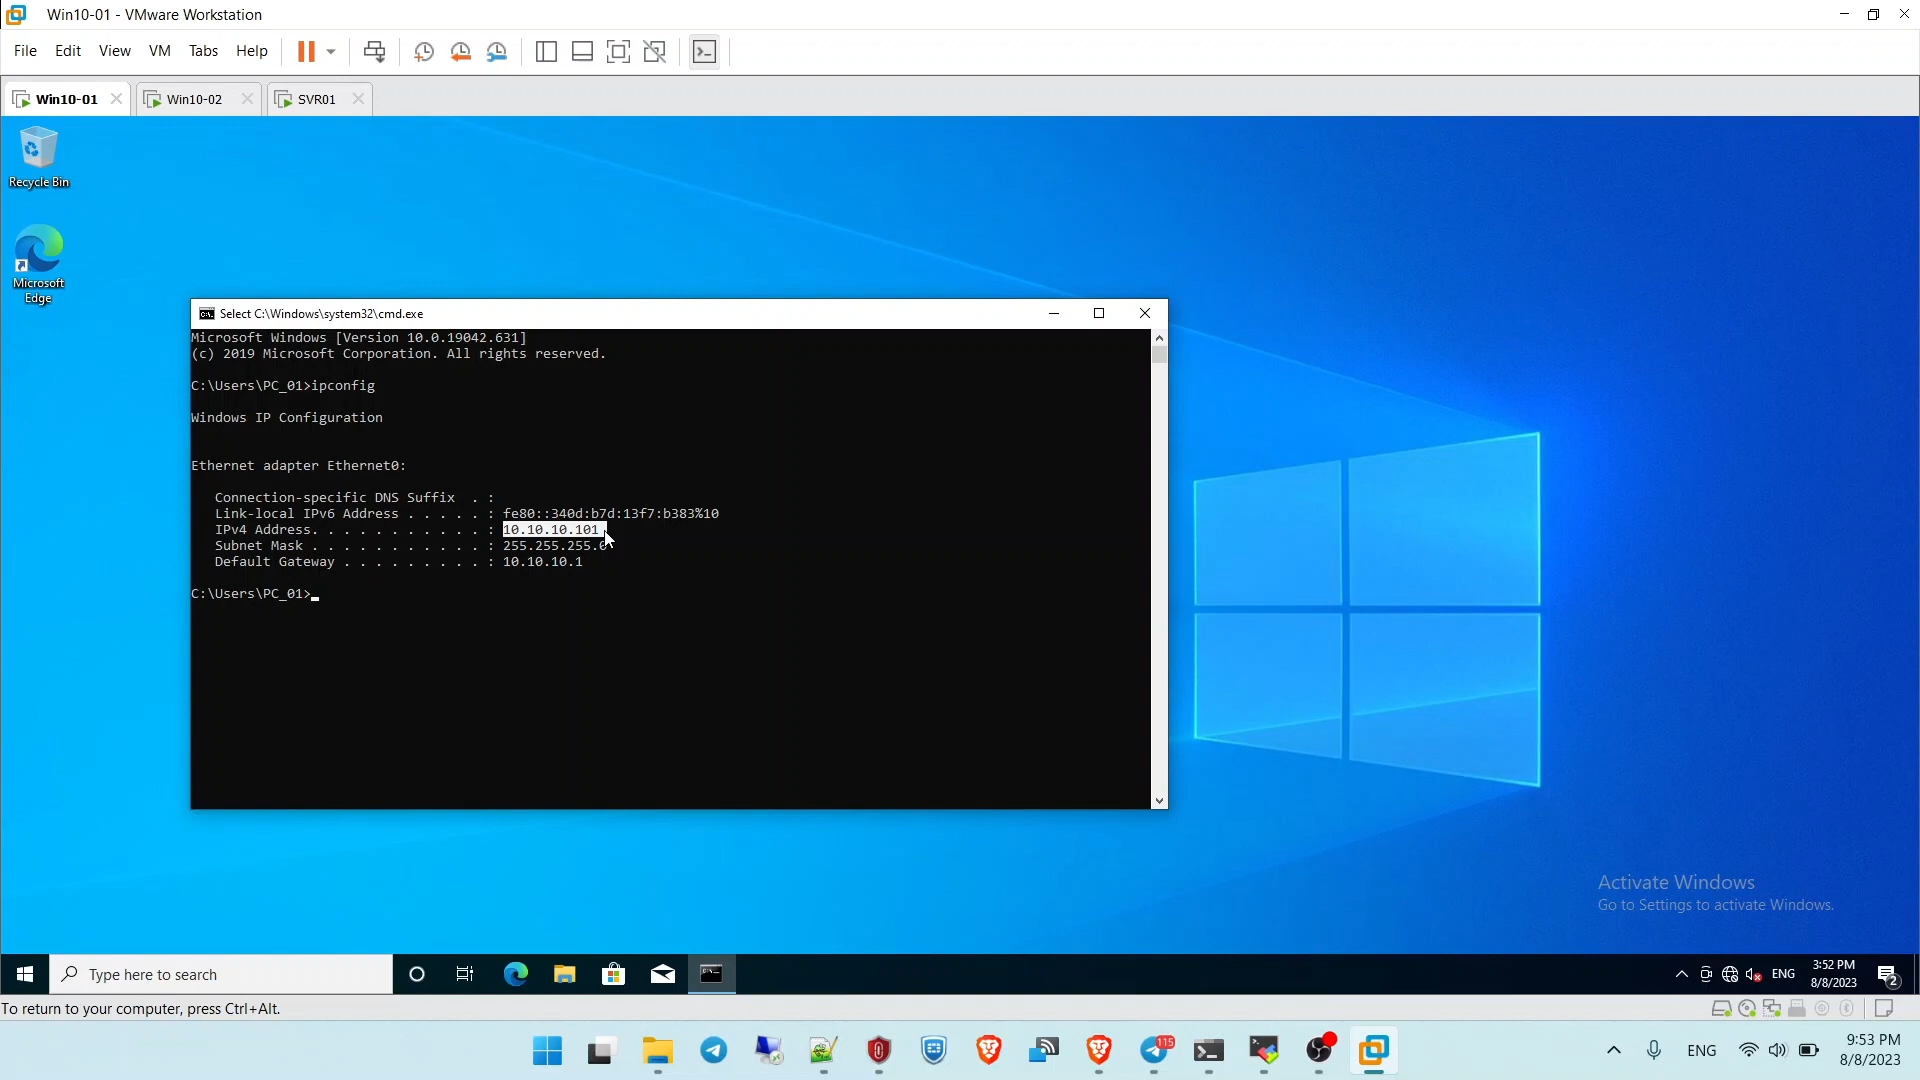 Win10-01 - VMware Workstation
File Edit View VM Tabs Help
Win10-01 Win10-02 SVR01
Recycle Bin
Microsoft
Edge
Select C:\Windows\system32\cmd.exe
Microsoft Windows [Version 10.0.19042.631]
(c) 2019 Microsoft Corporation. All rights reserved.
C:\Users\PC_01>ipconfig
Windows IP Configuration
Ethernet adapter Ethernet0:
Connection-specific DNS Suffix . :
Link-local IPv6 Address . . . . . : fe80::340d:b7d:13f7:b383%10
IPv4 Address. . . . . . . . . . . : 10.10.10.101
Subnet Mask . . . . . . . . . . . : 255.255.255.0
Default Gateway . . . . . . . . . : 10.10.10.1
C:\Users\PC_01>
Activate Windows
Go to Settings to activate Windows.
Type here to search
ENG
3:52 PM
8/8/2023
2
To return to your computer, press Ctrl+Alt.
115
ENG
9:53 PM
8/8/2023